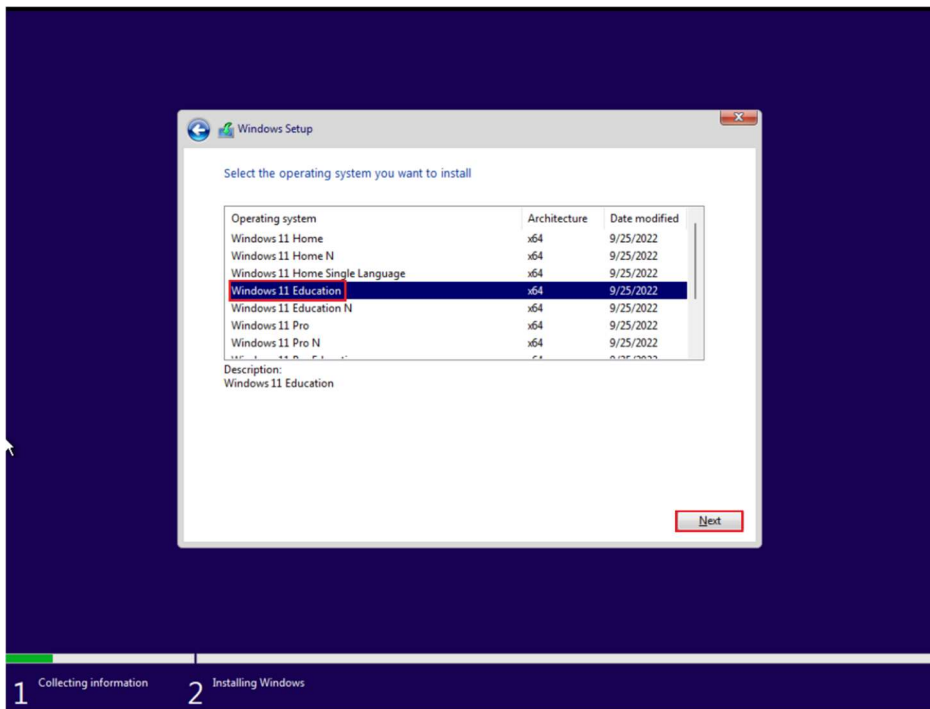 Windows Setup
Select the operating system you want to install
Operating system Architecture Date modified
Windows 11 Home x64 9/25/2022
Windows 11 Home N x64 9/25/2022
Windows 11 Home Single Language x64 9/25/2022
Windows 11 Education x64 9/25/2022
Windows 11 Education N x64 9/25/2022
Windows 11 Pro x64 9/25/2022
Windows 11 Pro N x64 9/25/2022
Description:
Windows 11 Education
Next
1 Collecting information 2 Installing Windows